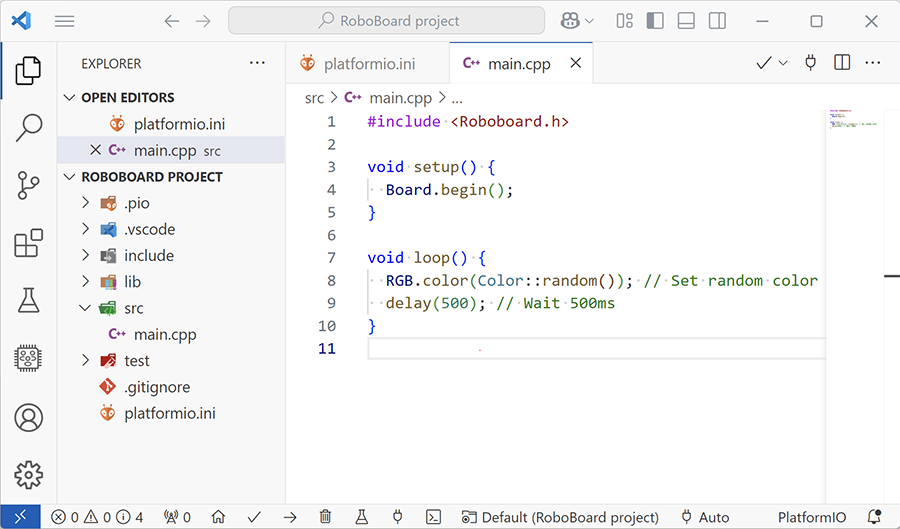 RoboBoard project
EXPLORER
OPEN EDITORS
platformio.ini
main.cpp src
ROBOBOARD PROJECT
.pio
.vscode
include
lib
src
main.cpp
test
.gitignore
platformio.ini
platformio.ini
main.cpp
src > main.cpp > ...
1 #include <Roboboard.h>
2
3 void setup() {
4 Board.begin();
5 }
6
7 void loop() {
8 RGB.color(Color::random()); // Set random color
9 delay(500); // Wait 500ms
10 }
11
0 0 4 0 Default (RoboBoard project) Auto PlatformIO